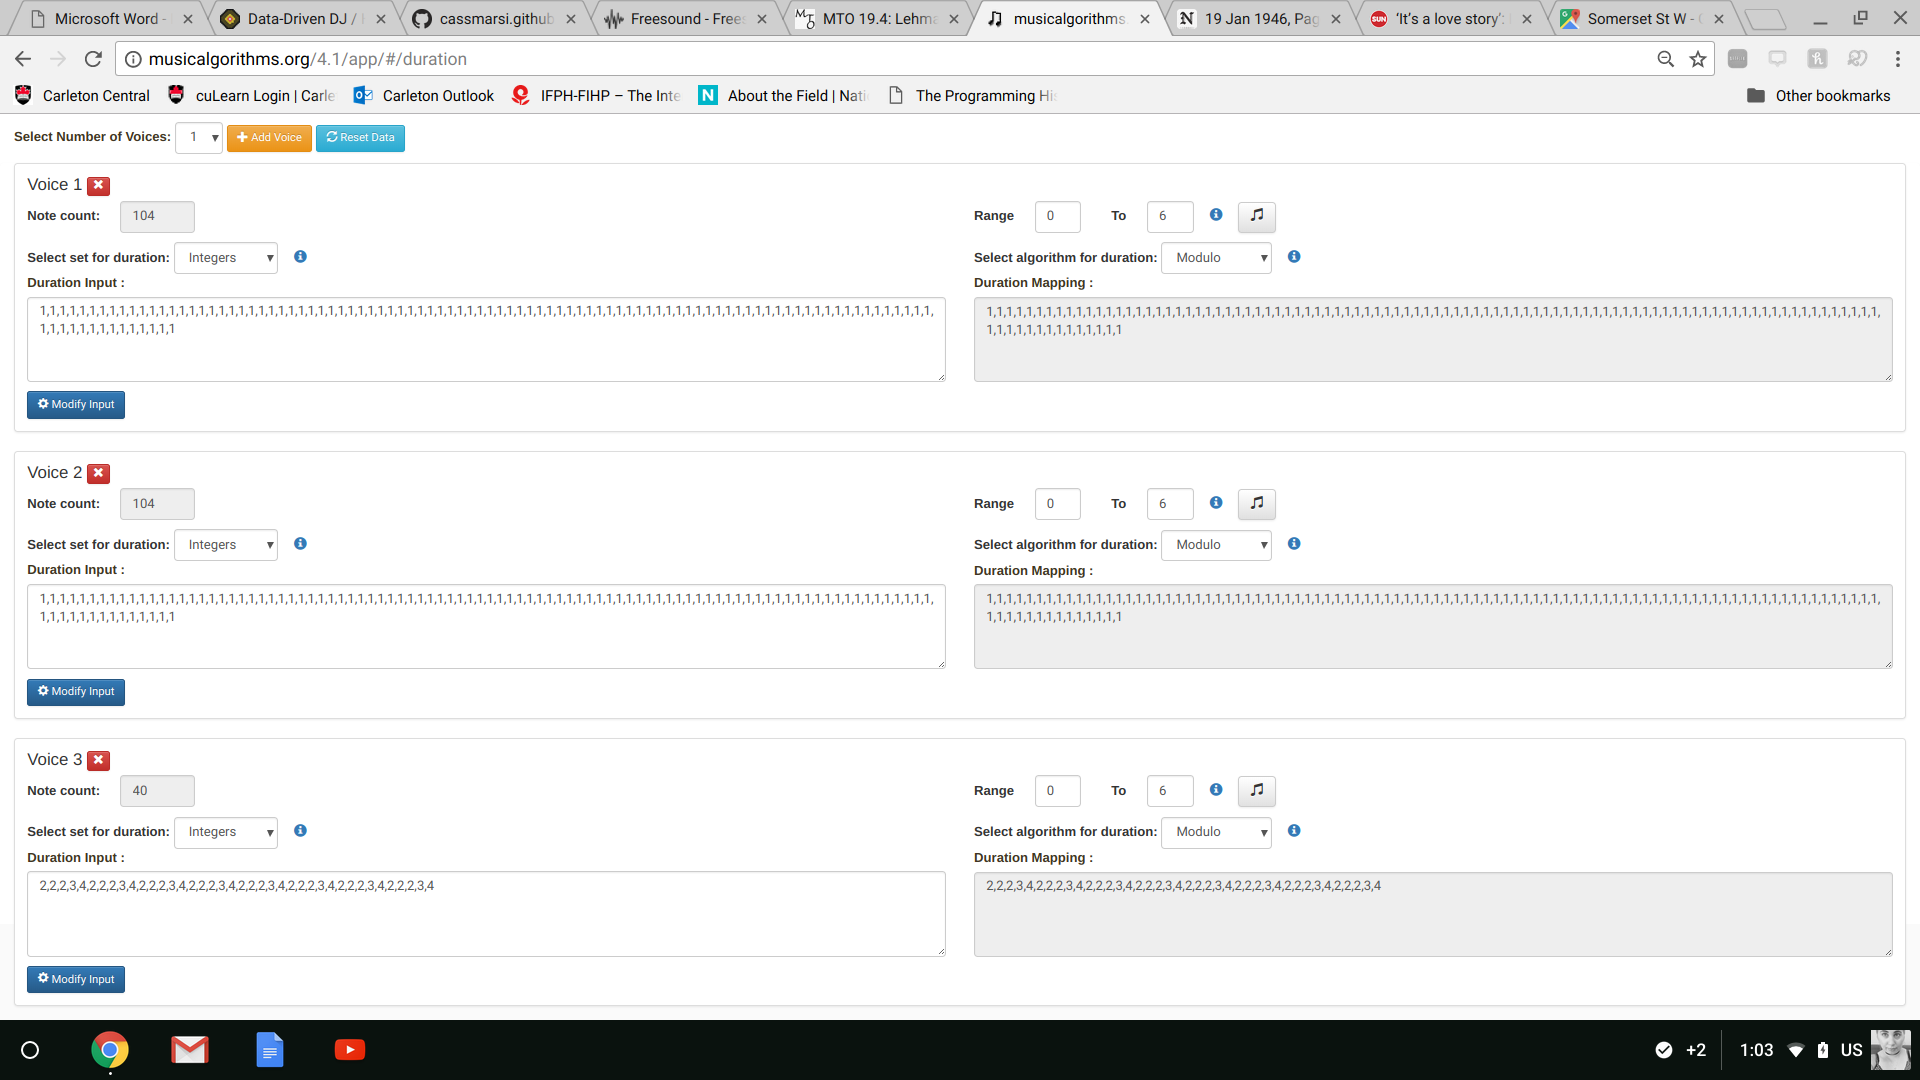 Microsoft Word - Data-Driven DJ / cassmarsi.github Freesound - Frees MTO 19.4: Lehma musicalgorithms. 19 Jan 1946, Pag 'It's a love story': Somerset St W - G
musicalgorithms.org/4.1/app/#/duration
Carleton Central cuLearn Login | Carle Carleton Outlook IFPH-FIHP – The Inte About the Field | Nati The Programming His Other bookmarks
Select Number of Voices: 1 Add Voice Reset Data
Voice 1
Note count: 104 Range 0 To 6
Select set for duration: Integers Select algorithm for duration: Modulo
Duration Input : Duration Mapping :
1,1,1,1,1,1,1,1,1,1,1,1,1,1,1,1,1,1,1,1,1,1,1,1,1,1,1,1,1,1,1,1,1,1,1,1,1,1,1,1,1,1,1,1,1,1,1,1,1,1,1,1,1,1,1,1,1,1,1,1,1,1,1,1,1,1,1,1,1,1,1,1,1,1,1,1,1,1,1,1,1,1,1,1,1,1,1,1,1,1,
1,1,1,1,1,1,1,1,1,1,1,1,1,1
1,1,1,1,1,1,1,1,1,1,1,1,1,1,1,1,1,1,1,1,1,1,1,1,1,1,1,1,1,1,1,1,1,1,1,1,1,1,1,1,1,1,1,1,1,1,1,1,1,1,1,1,1,1,1,1,1,1,1,1,1,1,1,1,1,1,1,1,1,1,1,1,1,1,1,1,1,1,1,1,1,1,1,1,1,1,1,1,1,1,
1,1,1,1,1,1,1,1,1,1,1,1,1,1
Modify Input
Voice 2
Note count: 104 Range 0 To 6
Select set for duration: Integers Select algorithm for duration: Modulo
Duration Input : Duration Mapping :
1,1,1,1,1,1,1,1,1,1,1,1,1,1,1,1,1,1,1,1,1,1,1,1,1,1,1,1,1,1,1,1,1,1,1,1,1,1,1,1,1,1,1,1,1,1,1,1,1,1,1,1,1,1,1,1,1,1,1,1,1,1,1,1,1,1,1,1,1,1,1,1,1,1,1,1,1,1,1,1,1,1,1,1,1,1,1,1,1,1,
1,1,1,1,1,1,1,1,1,1,1,1,1,1
1,1,1,1,1,1,1,1,1,1,1,1,1,1,1,1,1,1,1,1,1,1,1,1,1,1,1,1,1,1,1,1,1,1,1,1,1,1,1,1,1,1,1,1,1,1,1,1,1,1,1,1,1,1,1,1,1,1,1,1,1,1,1,1,1,1,1,1,1,1,1,1,1,1,1,1,1,1,1,1,1,1,1,1,1,1,1,1,1,1,
1,1,1,1,1,1,1,1,1,1,1,1,1,1
Modify Input
Voice 3
Note count: 40 Range 0 To 6
Select set for duration: Integers Select algorithm for duration: Modulo
Duration Input : Duration Mapping :
2,2,2,3,4,2,2,2,3,4,2,2,2,3,4,2,2,2,3,4,2,2,2,3,4,2,2,2,3,4,2,2,2,3,4,2,2,2,3,4
2,2,2,3,4,2,2,2,3,4,2,2,2,3,4,2,2,2,3,4,2,2,2,3,4,2,2,2,3,4,2,2,2,3,4,2,2,2,3,4
Modify Input
+2 1:03 US